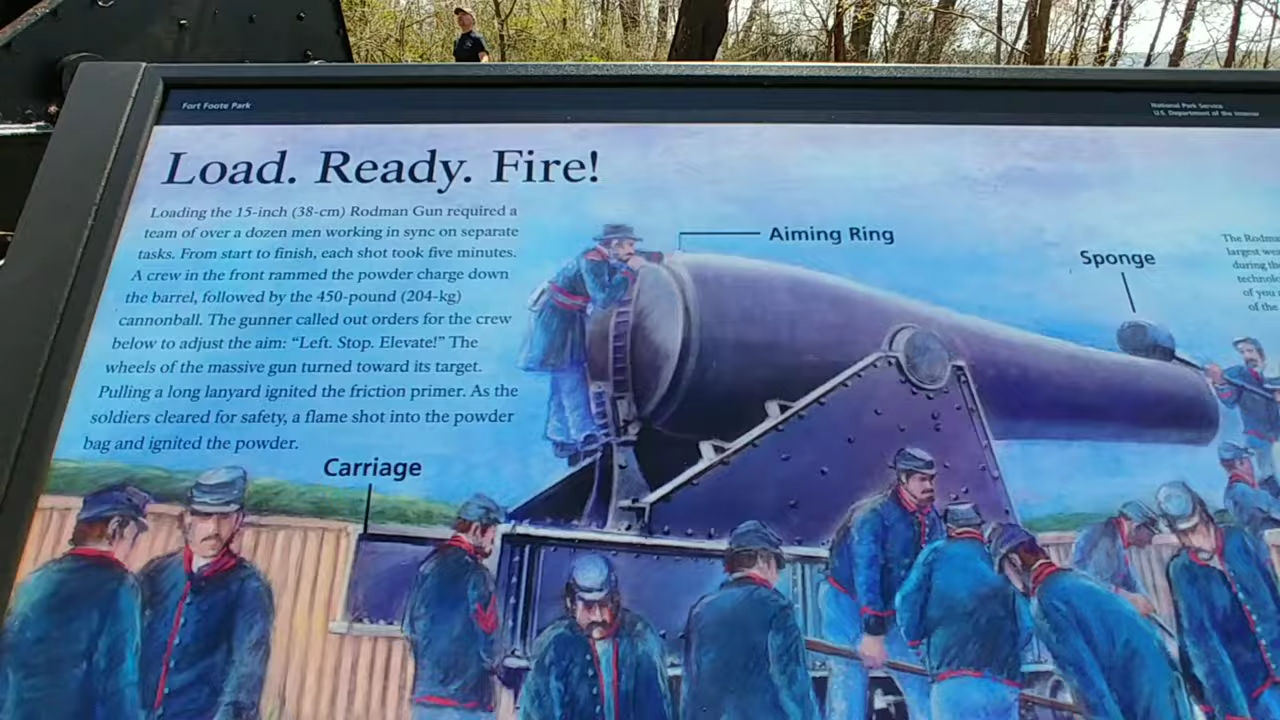 Fort Foote Park
National Park Service
U.S. Department of the Interior
Load. Ready. Fire!
Loading the 15-inch (38-cm) Rodman Gun required a
team of over a dozen men working in sync on separate
tasks. From start to finish, each shot took five minutes.
A crew in the front rammed the powder charge down
the barrel, followed by the 450-pound (204-kg)
cannonball. The gunner called out orders for the crew
below to adjust the aim: “Left. Stop. Elevate!” The
wheels of the massive gun turned toward its target.
Pulling a long lanyard ignited the friction primer. As the
soldiers cleared for safety, a flame shot into the powder
bag and ignited the powder.
Aiming Ring
Sponge
Carriage
The Rodma
largest wea
during th
technolo
of you
of the